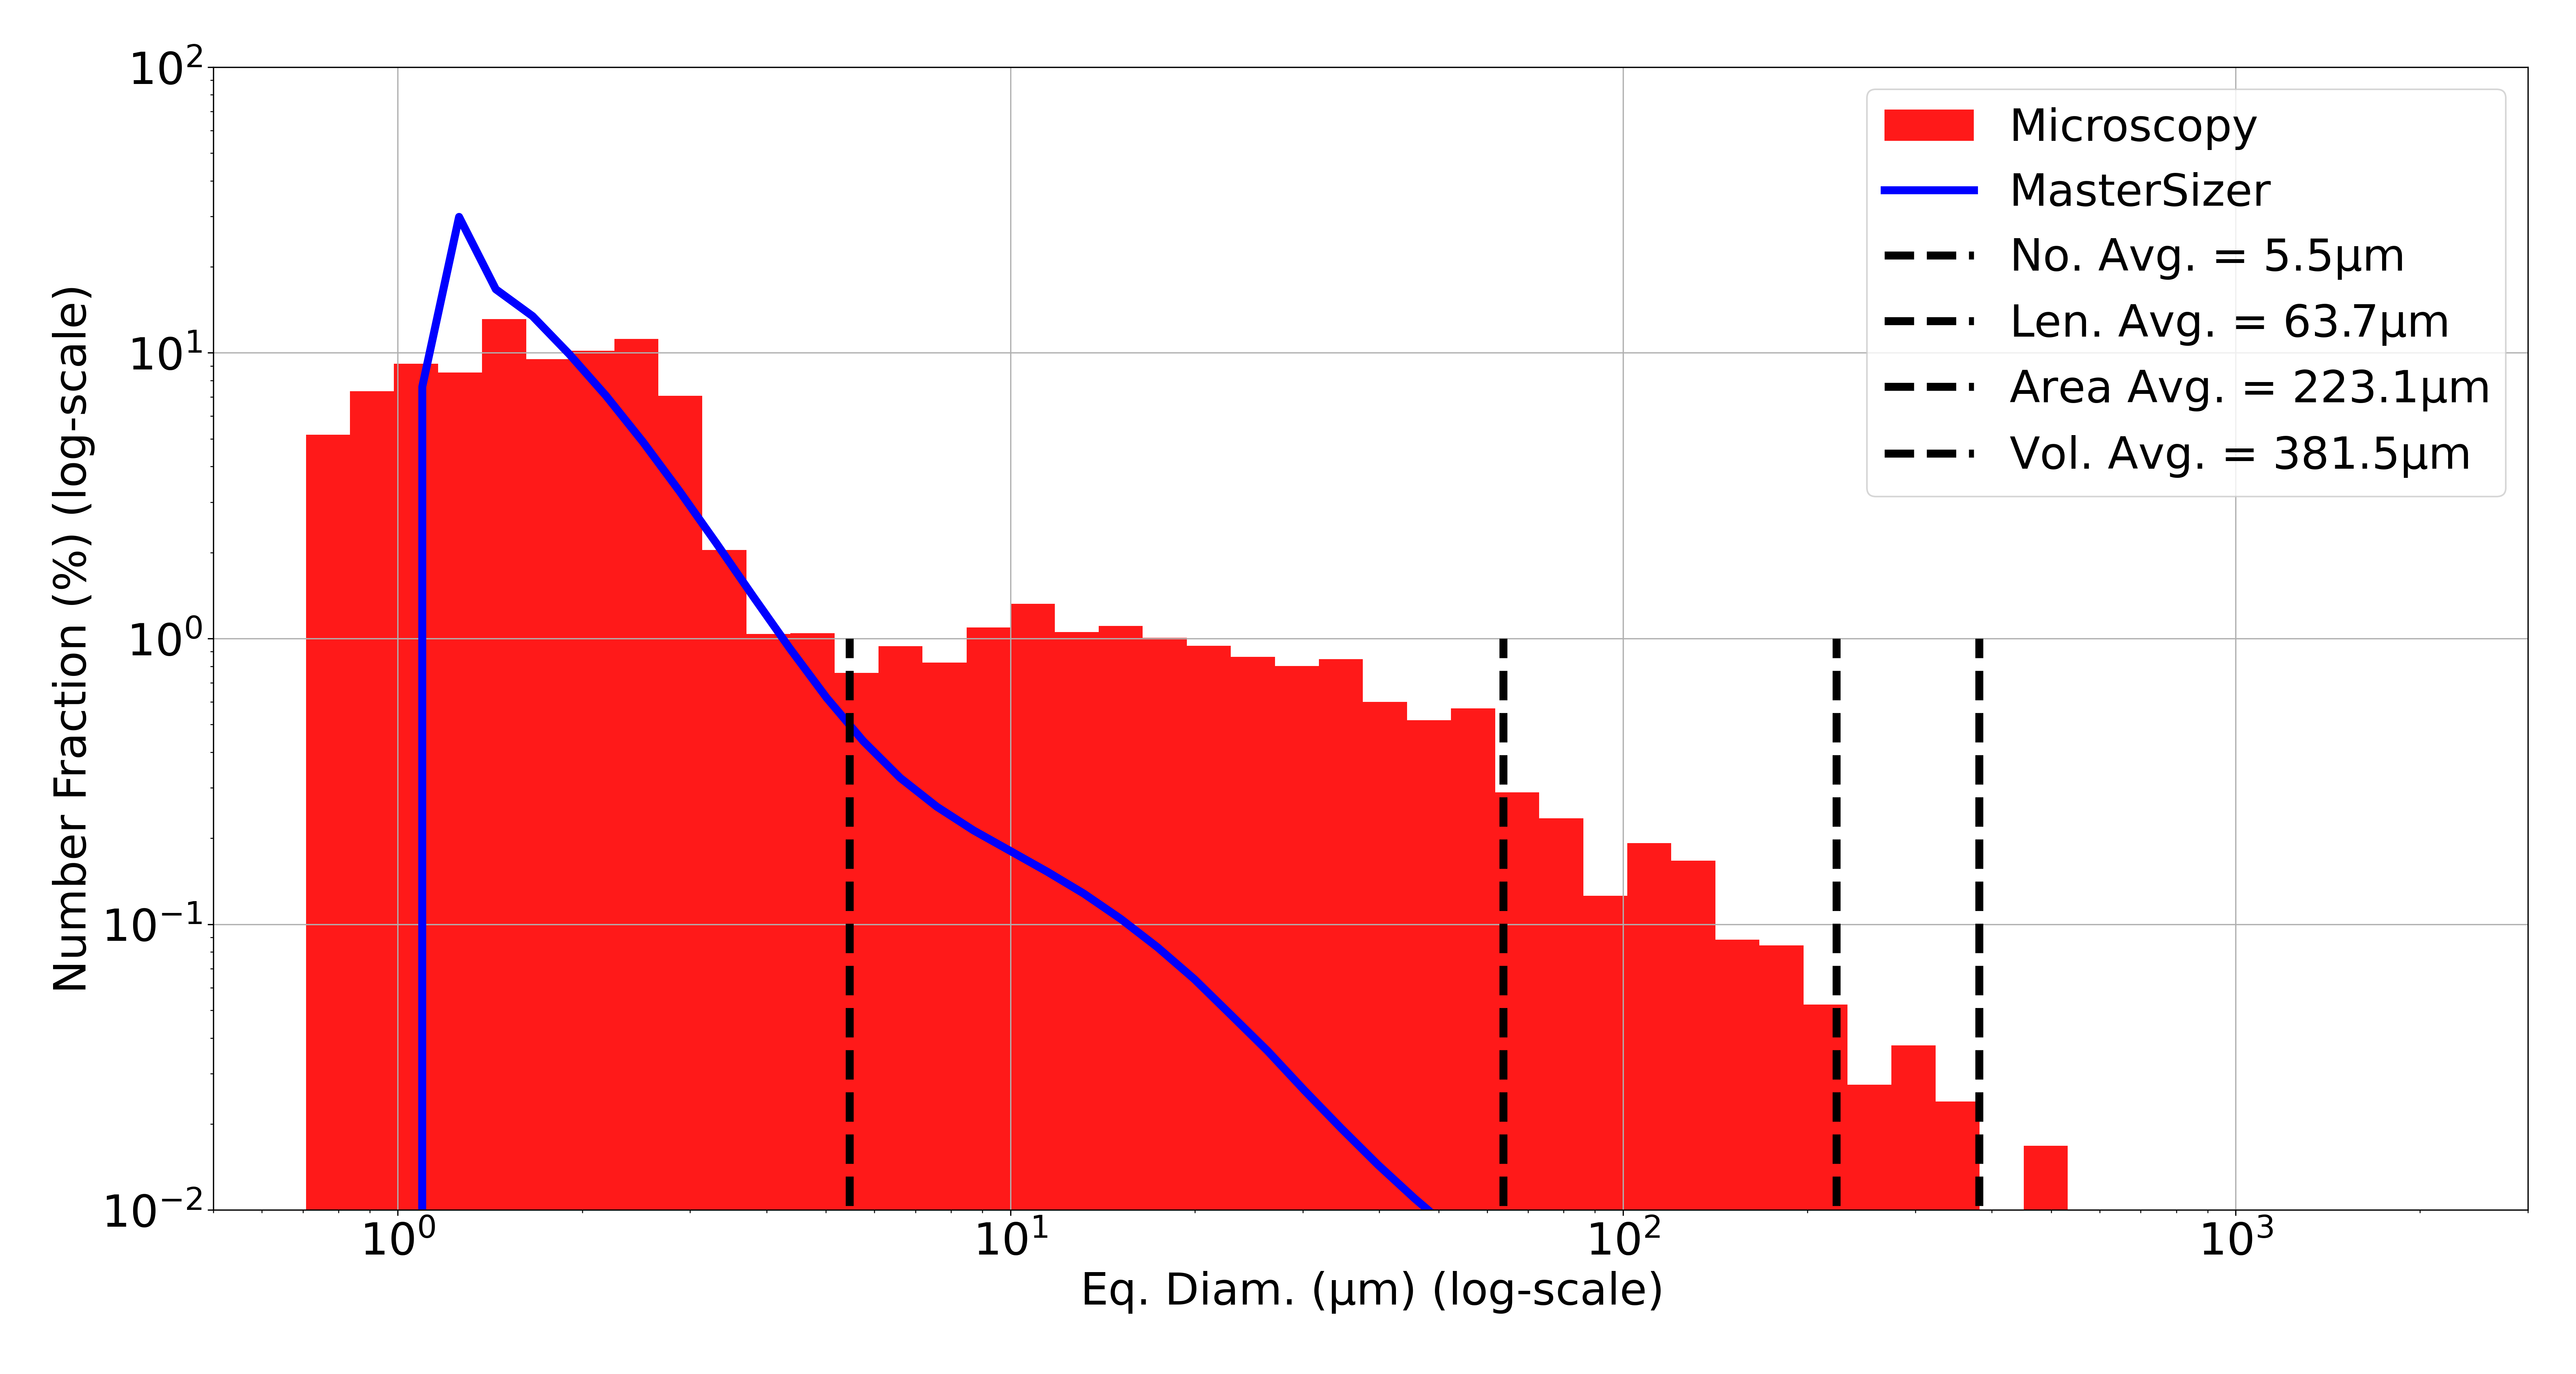 Number Fraction (%) (log-scale)
10²
10¹
10⁰
10⁻¹
10⁻²
Microscopy
MasterSizer
No. Avg. = 5.5μm
Len. Avg. = 63.7μm
Area Avg. = 223.1μm
Vol. Avg. = 381.5μm
10⁰ 10¹ 10² 10³
Eq. Diam. (μm) (log-scale)